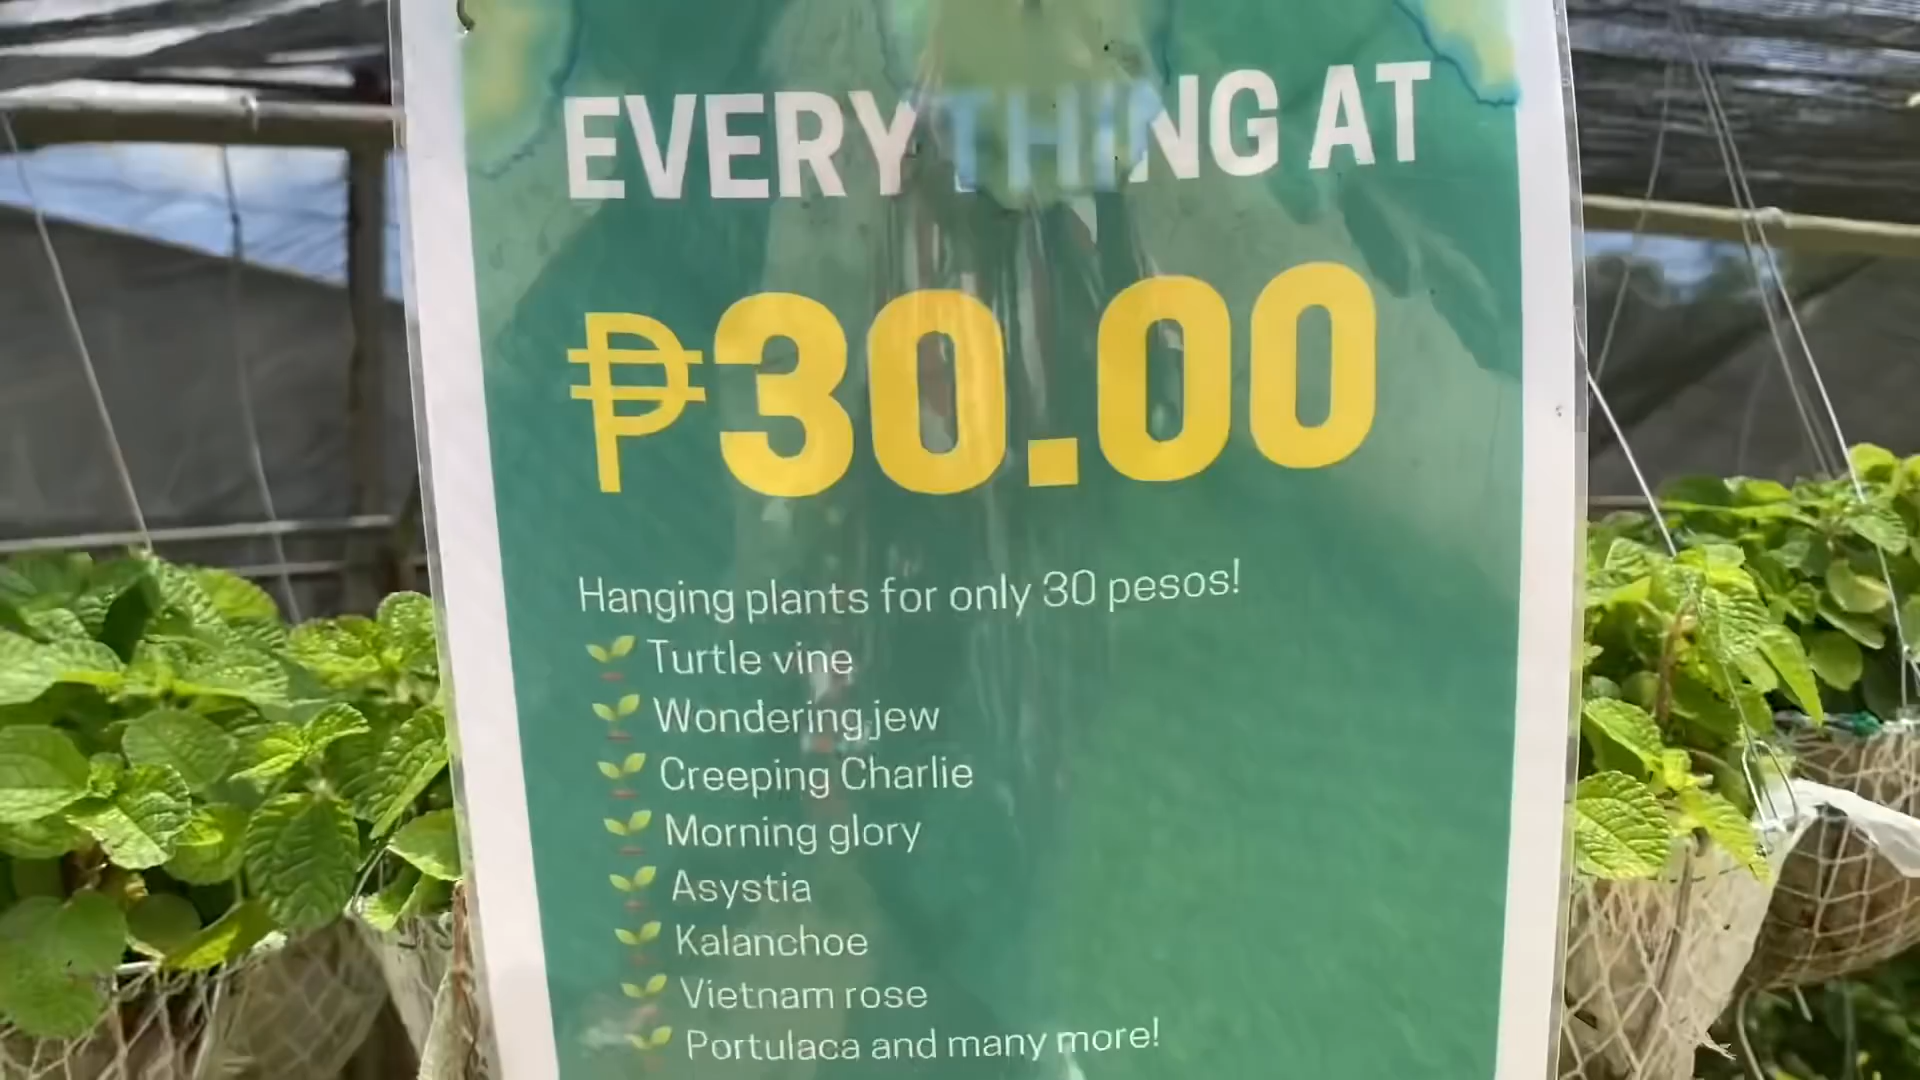 EVERYTHING AT
₱30.00
Hanging plants for only 30 pesos!
Turtle vine
Wondering jew
Creeping Charlie
Morning glory
Asystia
Kalanchoe
Vietnam rose
Portulaca and many more!